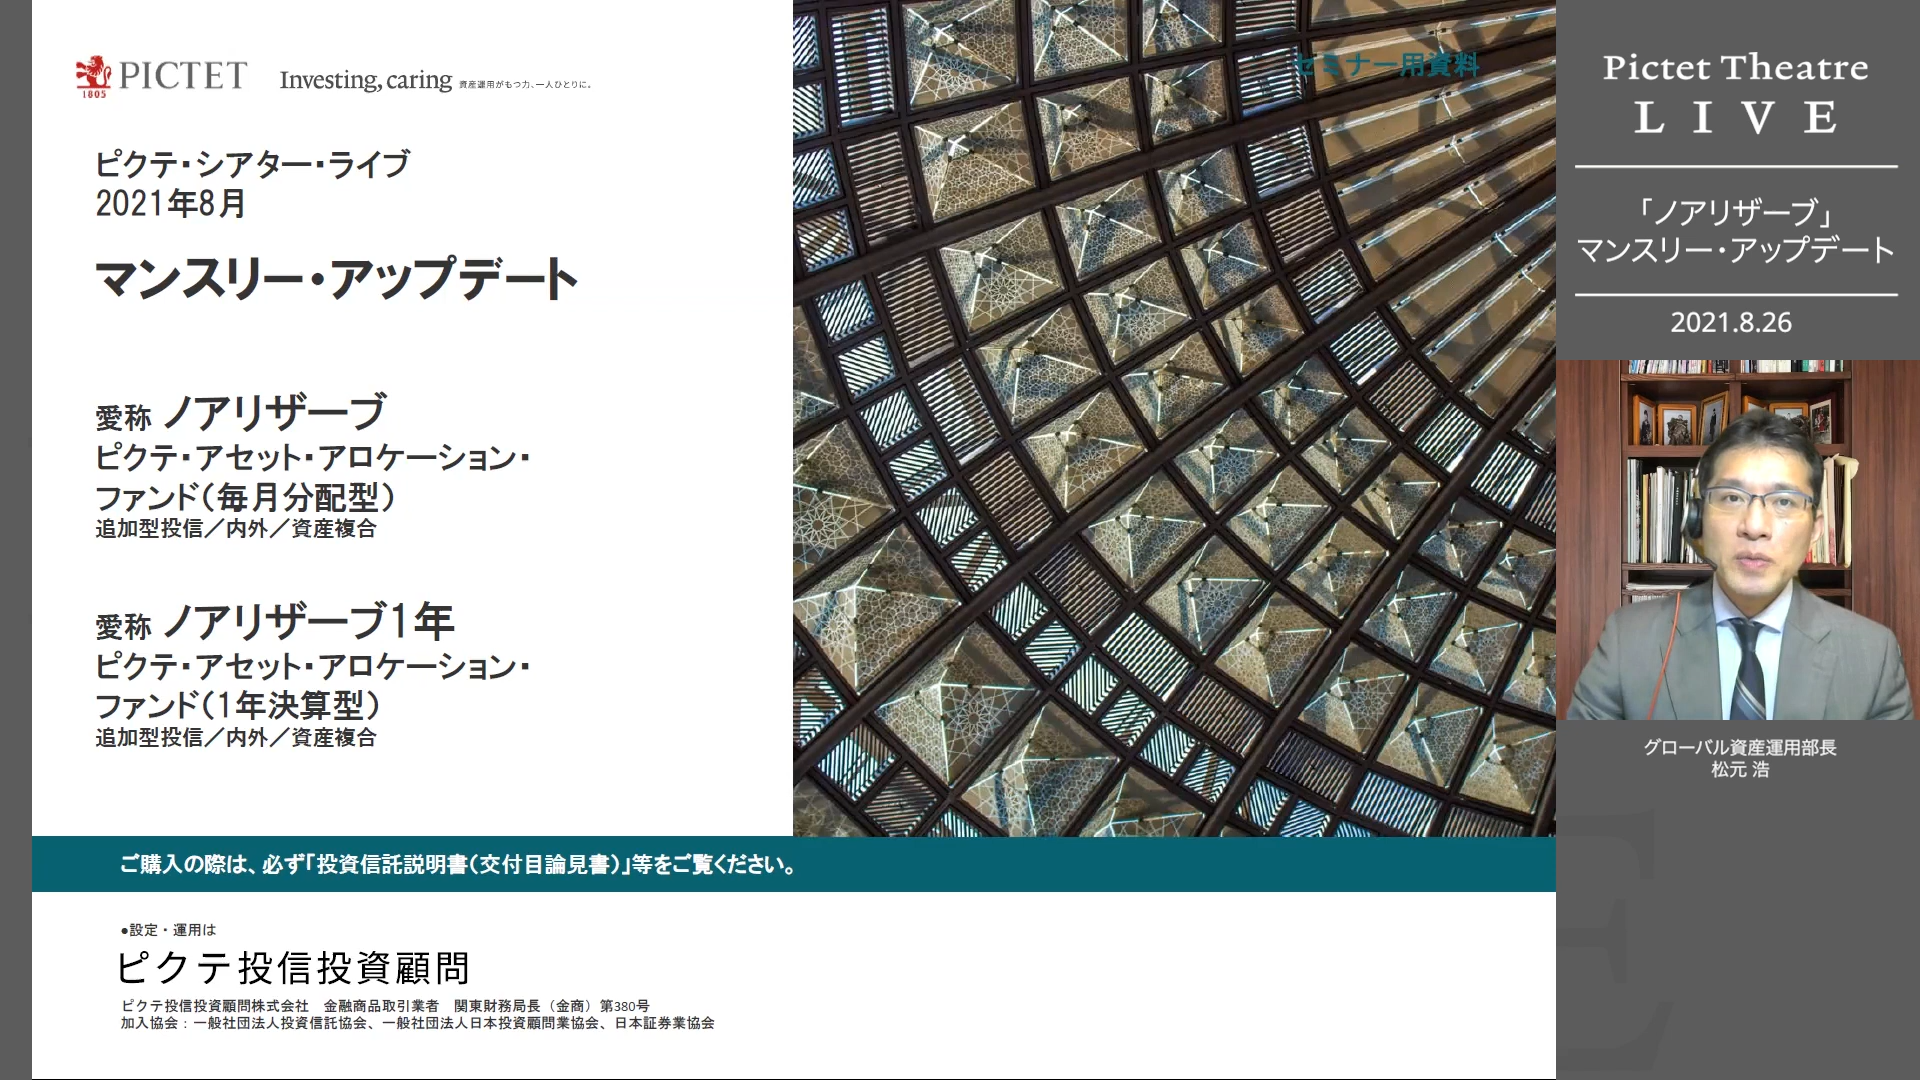 PICTET
1805
Investing, caring 資産運用がもつ力、一人ひとりに。
セミナー用資料
ピクテ・シアター・ライブ
2021年8月
マンスリー・アップデート
愛称 ノアリザーブ
ピクテ・アセット・アロケーション・
ファンド（毎月分配型）
追加型投信／内外／資産複合
愛称 ノアリザーブ1年
ピクテ・アセット・アロケーション・
ファンド（1年決算型）
追加型投信／内外／資産複合
ご購入の際は、必ず「投資信託説明書（交付目論見書）」等をご覧ください。
●設定・運用は
ピクテ投信投資顧問
ピクテ投信投資顧問株式会社　金融商品取引業者　関東財務局長（金商）第380号
加入協会：一般社団法人投資信託協会、一般社団法人日本投資顧問業協会、日本証券業協会
Pictet Theatre
LIVE
「ノアリザーブ」
マンスリー・アップデート
2021.8.26
グローバル資産運用部長
松元 浩
E